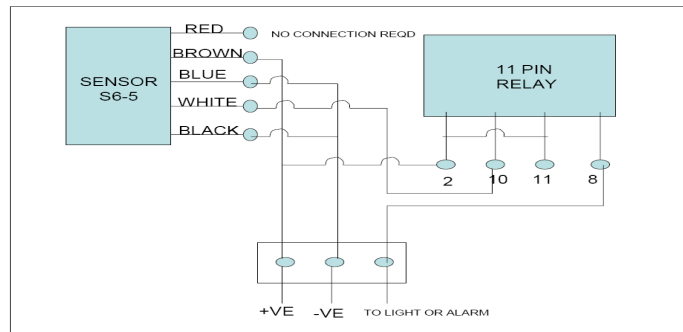 RED
NO CONNECTION REQD
BROWN
BLUE
SENSOR
S6-5
WHITE
BLACK
11 PIN
RELAY
2
10
11
8
+VE
-VE
TO LIGHT OR ALARM